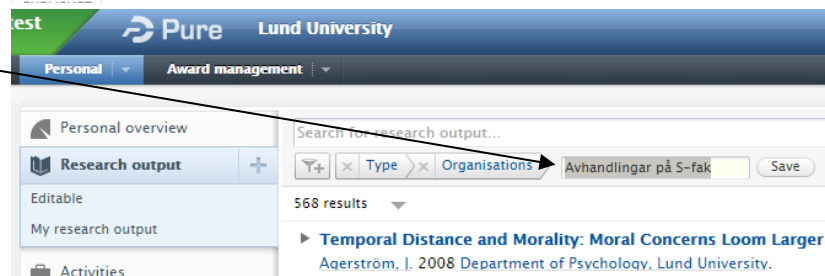 test Pure Lund University
Personal Award management
Personal overview
Search for research output...
Research output
Type Organisations Avhandlingar på S-fak Save
Editable
568 results
My research output
Temporal Distance and Morality: Moral Concerns Loom Larger
Activities
Agerström, J. 2008 Department of Psychology, Lund University.